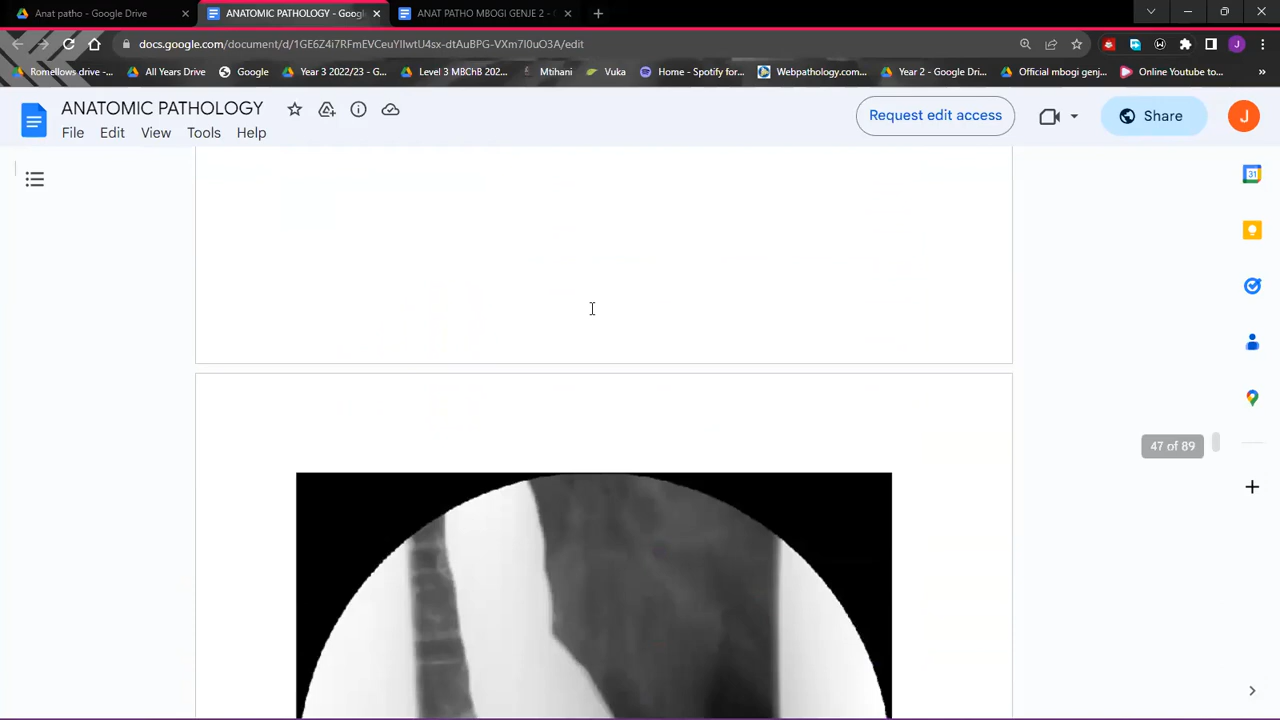 Anat patho - Google Drive
ANATOMIC PATHOLOGY - Googl
ANAT PATHO MBOGI GENJE 2 -
docs.google.com/document/d/1GE6Z4i7RFmEVCeuYIlwtU4sx-dtAuBPG-VXm7I0uO3A/edit
Romellows drive -...
All Years Drive
Google
Year 3 2022/23 - G...
Level 3 MBChB 202...
Mtihani
Vuka
Home - Spotify for...
Webpathology.com...
Year 2 - Google Dri...
Official mbogi genj...
Online Youtube to...
»
ANATOMIC PATHOLOGY
Request edit access
Share
J
J
File
Edit
View
Tools
Help
31
47 of 89